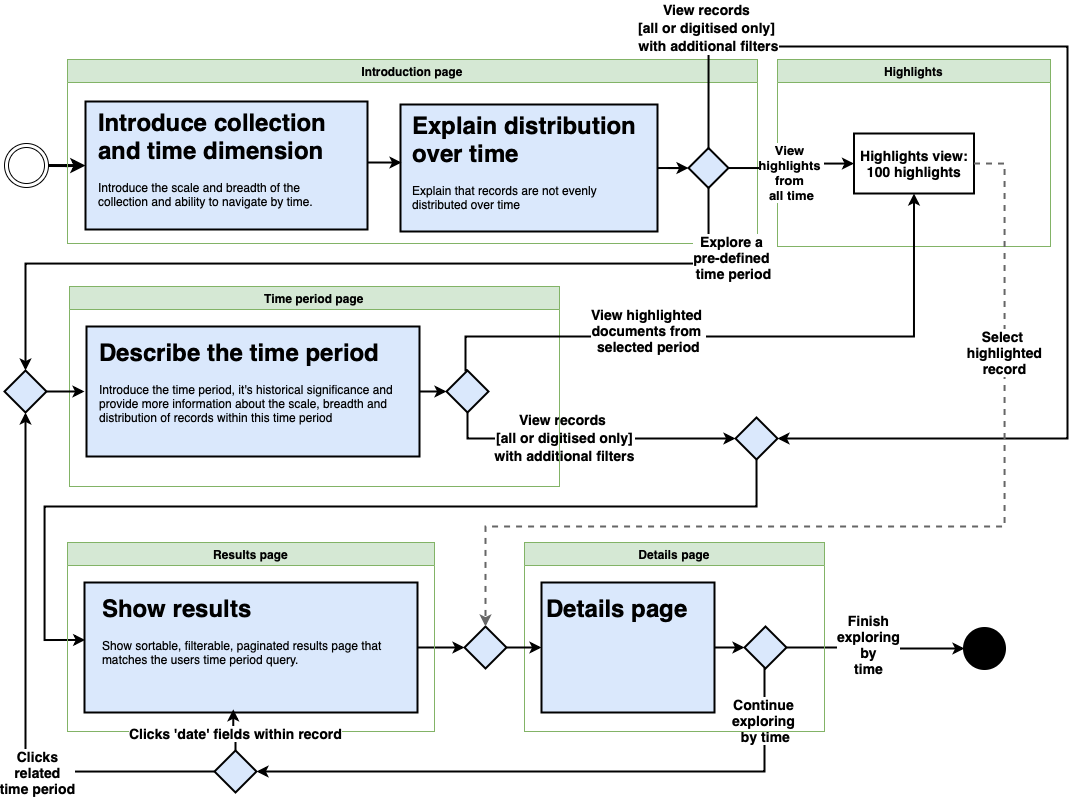 View records
[all or digitised only]
with additional filters
Introduction page
Highlights
Introduce collection
and time dimension
Introduce the scale and breadth of the
collection and ability to navigate by time.
Explain distribution
over time
Explain that records are not evenly
distributed over time
View
highlights
from
all time
Highlights view:
100 highlights
Explore a
pre-defined
time period
Time period page
Describe the time period
Introduce the time period, it's historical significance and
provide more information about the scale, breadth and
distribution of records within this time period
View highlighted
documents from
selected period
Select
highlighted
record
View records
[all or digitised only]
with additional filters
Results page
Show results
Show sortable, filterable, paginated results page that
matches the users time period query.
Details page
Details page
Finish
exploring
by
time
Continue
exploring
by time
Clicks 'date' fields within record
Clicks
related
time period